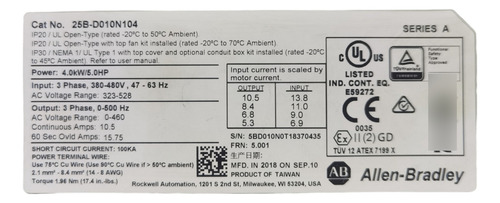 Cat No. 25B-D010N104
SERIES A
IP20 / UL Open-Type (rated -20°C to 50°C Ambient)
IP20 / UL Open-Type with top fan kit installed (rated -20°C to 70°C Ambient)
IP30 / NEMA 1/ UL Type 1 with top cover and optional conduit box kit installed (rated -20°C
to 45°C Ambient) Refer to User Manual.
Power: 4.0kW/5.0HP
Input: 3 Phase, 380-480V, 47 - 63 Hz
AC Voltage Range: 323-528
Output: 3 Phase, 0-500 Hz
AC Voltage Range: 0-460
Continuous Amps: 10.5
60 Sec Ovld Amps: 15.75
Input current is scaled by
motor current.
OUTPUT INPUT
10.5 13.8
8.4 11.0
6.8 9.0
5.3 6.9
C UL US
LISTED
IND. CONT. EQ.
E59272
Functional
Safety
0035
Ex II (2) GD
TÜV 12 ATEX 7199 X
SHORT CIRCUIT CURRENT: 100KA
POWER TERMINAL WIRE:
Use 75°C Cu Wire (Use 90°C Cu Wire if > 50°C ambient)
2.1 mm² - 8.4 mm² (14 - 8 AWG)
Torque 1.96 Nm (17.4 in.-lbs.)
S/N: 5BD010N0T18370435
FRN: 5.001
生产日期:
MFD. IN 2018 ON SEP.10
PRODUCT OF TAIWAN
Rockwell Automation, 1201 S 2nd St, Milwaukee, WI 53204, USA
AB Allen-Bradley